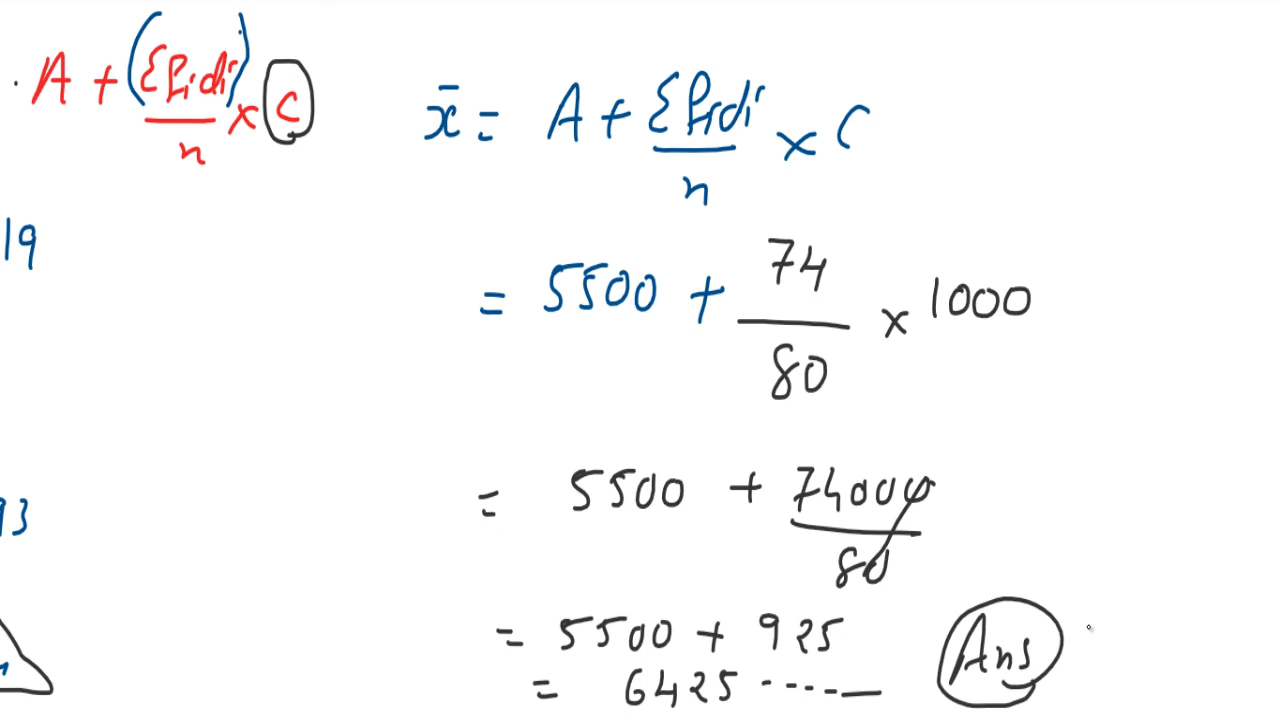 A + (Σfidi) / n × C
x̄ = A + Σfidi / n × C
19
= 5500 + 74 / 80 × 1000
= 5500 + 74000 / 80
93
= 5500 + 925
= 6425 -----
Ans